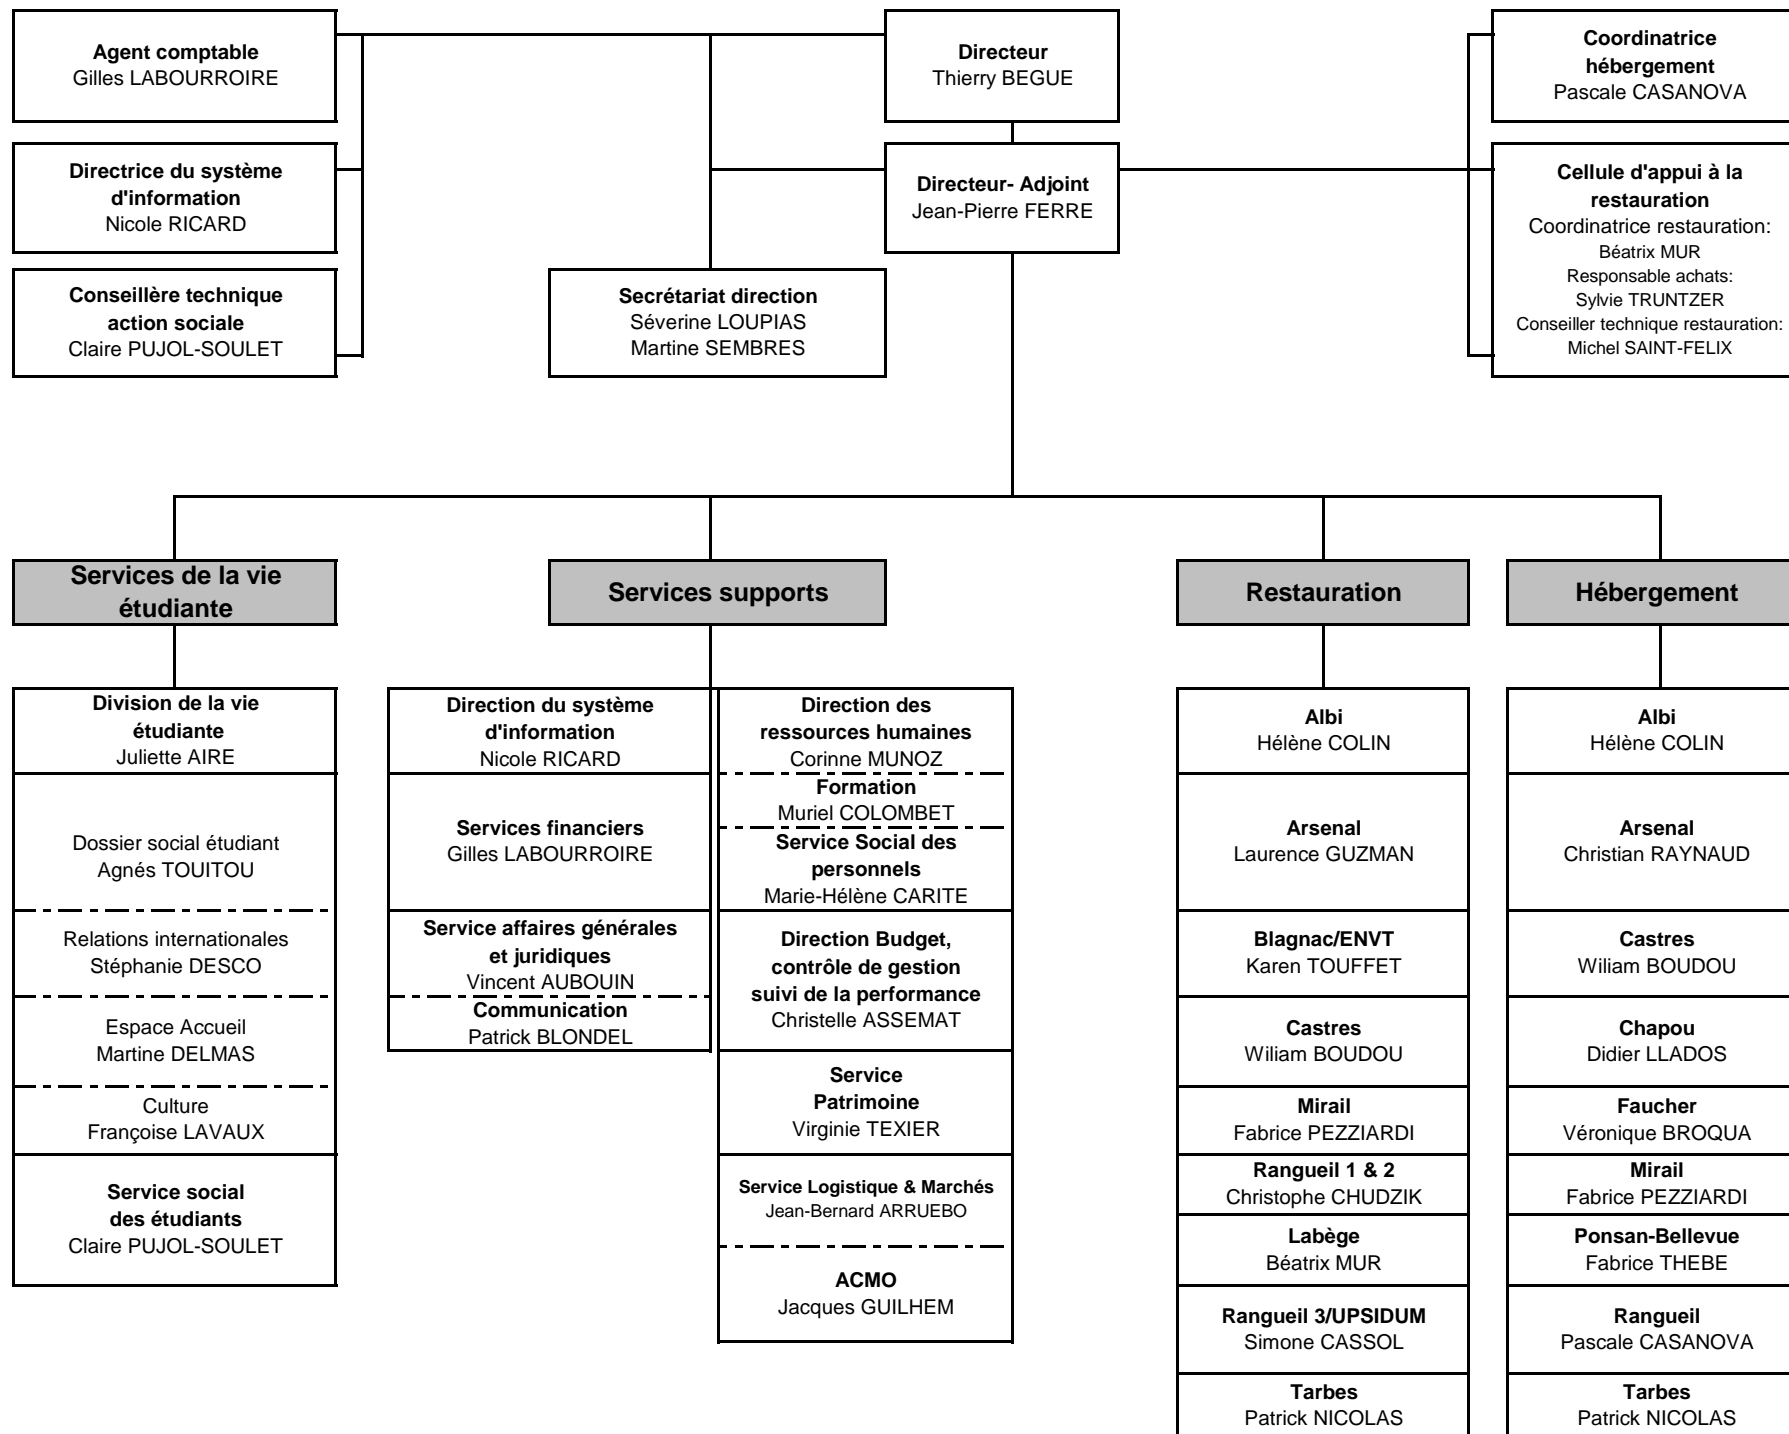 Agent comptable
Gilles LABOURROIRE
Directeur
Thierry BEGUE
Coordinatrice
hébergement
Pascale CASANOVA
Directrice du système
d'information
Nicole RICARD
Directeur- Adjoint
Jean-Pierre FERRE
Cellule d'appui à la
restauration
Coordinatrice restauration:
Béatrix MUR
Responsable achats:
Sylvie TRUNTZER
Conseiller technique restauration:
Michel SAINT-FELIX
Conseillère technique
action sociale
Claire PUJOL-SOULET
Secrétariat direction
Séverine LOUPIAS
Martine SEMBRES
Services de la vie
étudiante
Services supports
Restauration
Hébergement
Division de la vie
étudiante
Juliette AIRE
Dossier social étudiant
Agnés TOUITOU
Relations internationales
Stéphanie DESCO
Espace Accueil
Martine DELMAS
Culture
Françoise LAVAUX
Service social
des étudiants
Claire PUJOL-SOULET
Direction du système
d'information
Nicole RICARD
Services financiers
Gilles LABOURROIRE
Service affaires générales
et juridiques
Vincent AUBOUIN
Communication
Patrick BLONDEL
Direction des
ressources humaines
Corinne MUNOZ
Formation
Muriel COLOMBET
Service Social des
personnels
Marie-Hélène CARITE
Direction Budget,
contrôle de gestion
suivi de la performance
Christelle ASSEMAT
Service
Patrimoine
Virginie TEXIER
Service Logistique & Marchés
Jean-Bernard ARRUEBO
ACMO
Jacques GUILHEM
Albi
Hélène COLIN
Arsenal
Laurence GUZMAN
Blagnac/ENVT
Karen TOUFFET
Castres
Wiliam BOUDOU
Mirail
Fabrice PEZZIARDI
Rangueil 1 & 2
Christophe CHUDZIK
Labège
Béatrix MUR
Rangueil 3/UPSIDUM
Simone CASSOL
Tarbes
Patrick NICOLAS
Albi
Hélène COLIN
Arsenal
Christian RAYNAUD
Castres
Wiliam BOUDOU
Chapou
Didier LLADOS
Faucher
Véronique BROQUA
Mirail
Fabrice PEZZIARDI
Ponsan-Bellevue
Fabrice THEBE
Rangueil
Pascale CASANOVA
Tarbes
Patrick NICOLAS